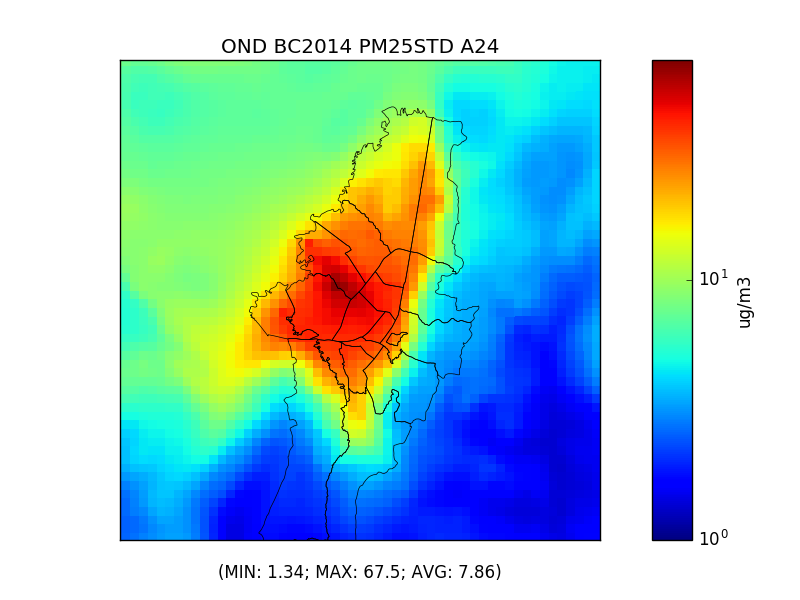 OND BC2014 PM25STD A24
10¹
ug/m3
10⁰
(MIN: 1.34; MAX: 67.5; AVG: 7.86)